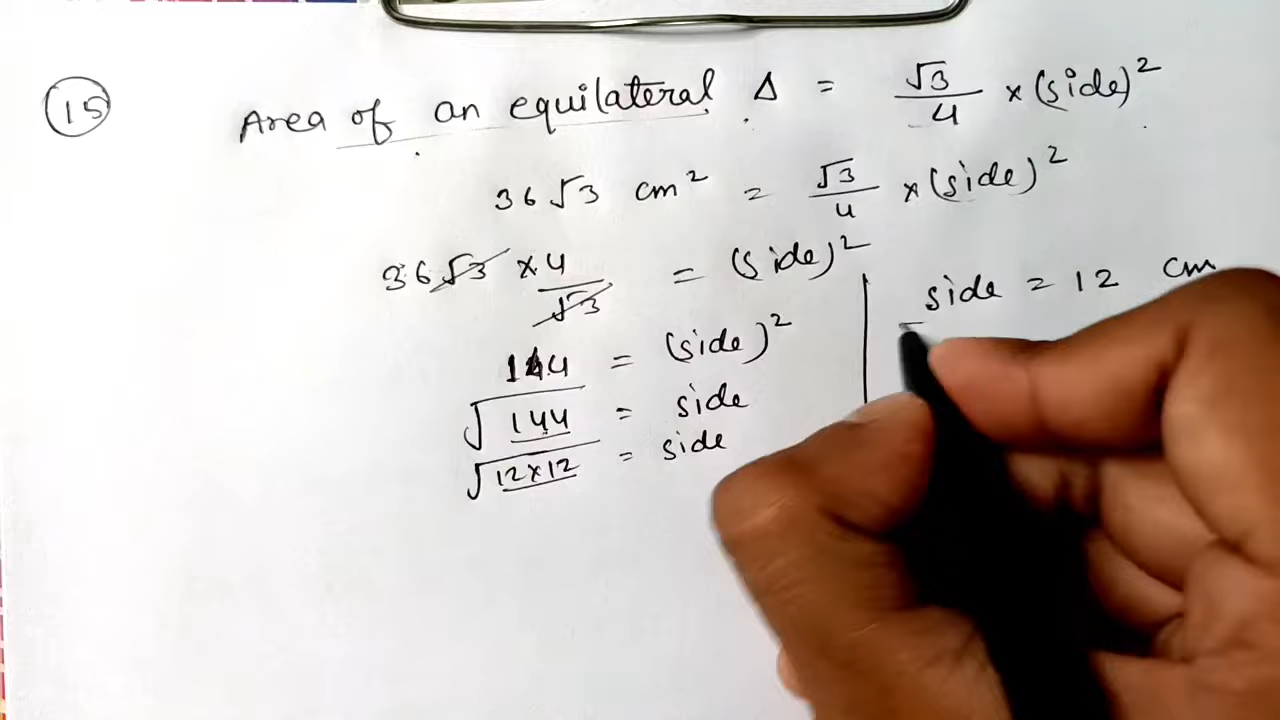 15
Area of an equilateral Δ = √3/4 × (side)²
36√3 cm² = √3/4 × (side)²
36√3 × 4/√3 = (side)²
144 = (side)²
√144 = side
√12×12 = side
side = 12 cm